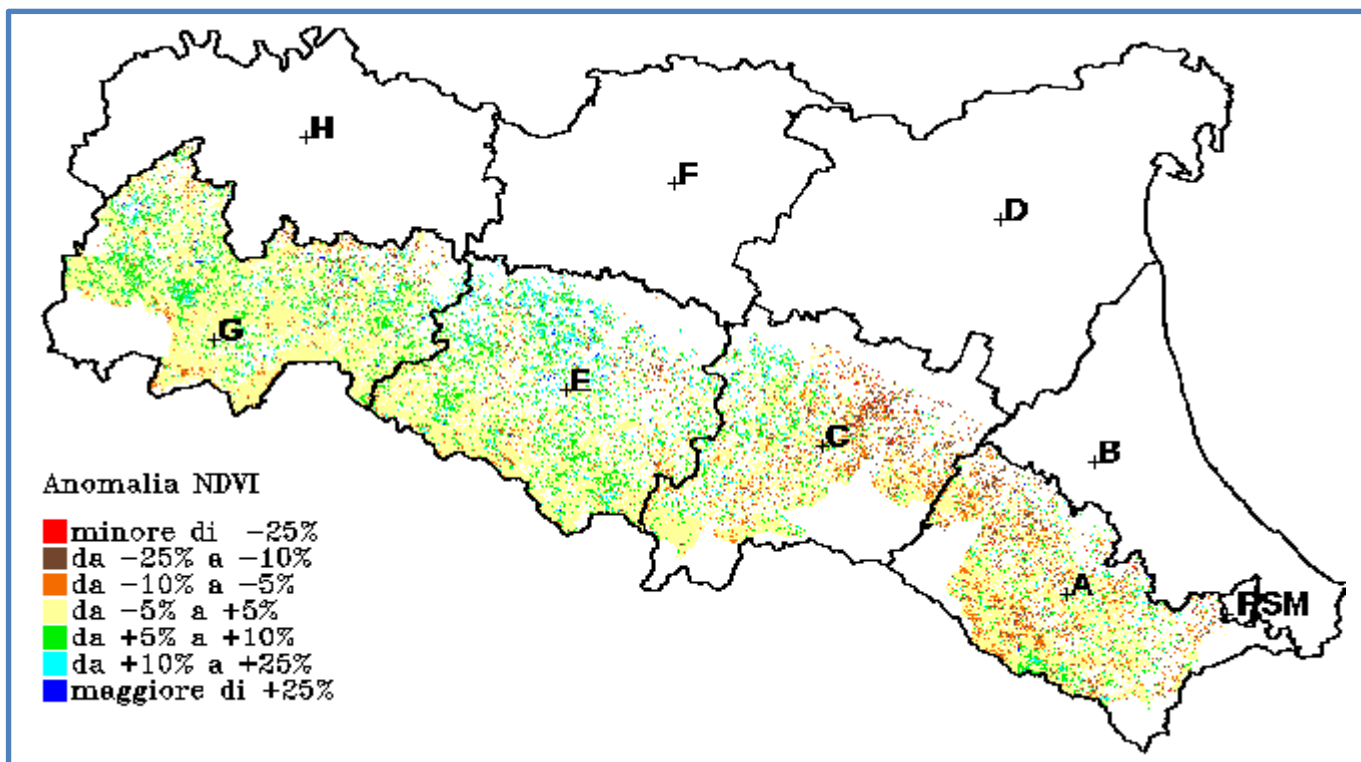 H
F
D
G
E
C
B
A
RSM
Anomalia NDVI
minore di -25%
da -25% a -10%
da -10% a -5%
da -5% a +5%
da +5% a +10%
da +10% a +25%
maggiore di +25%